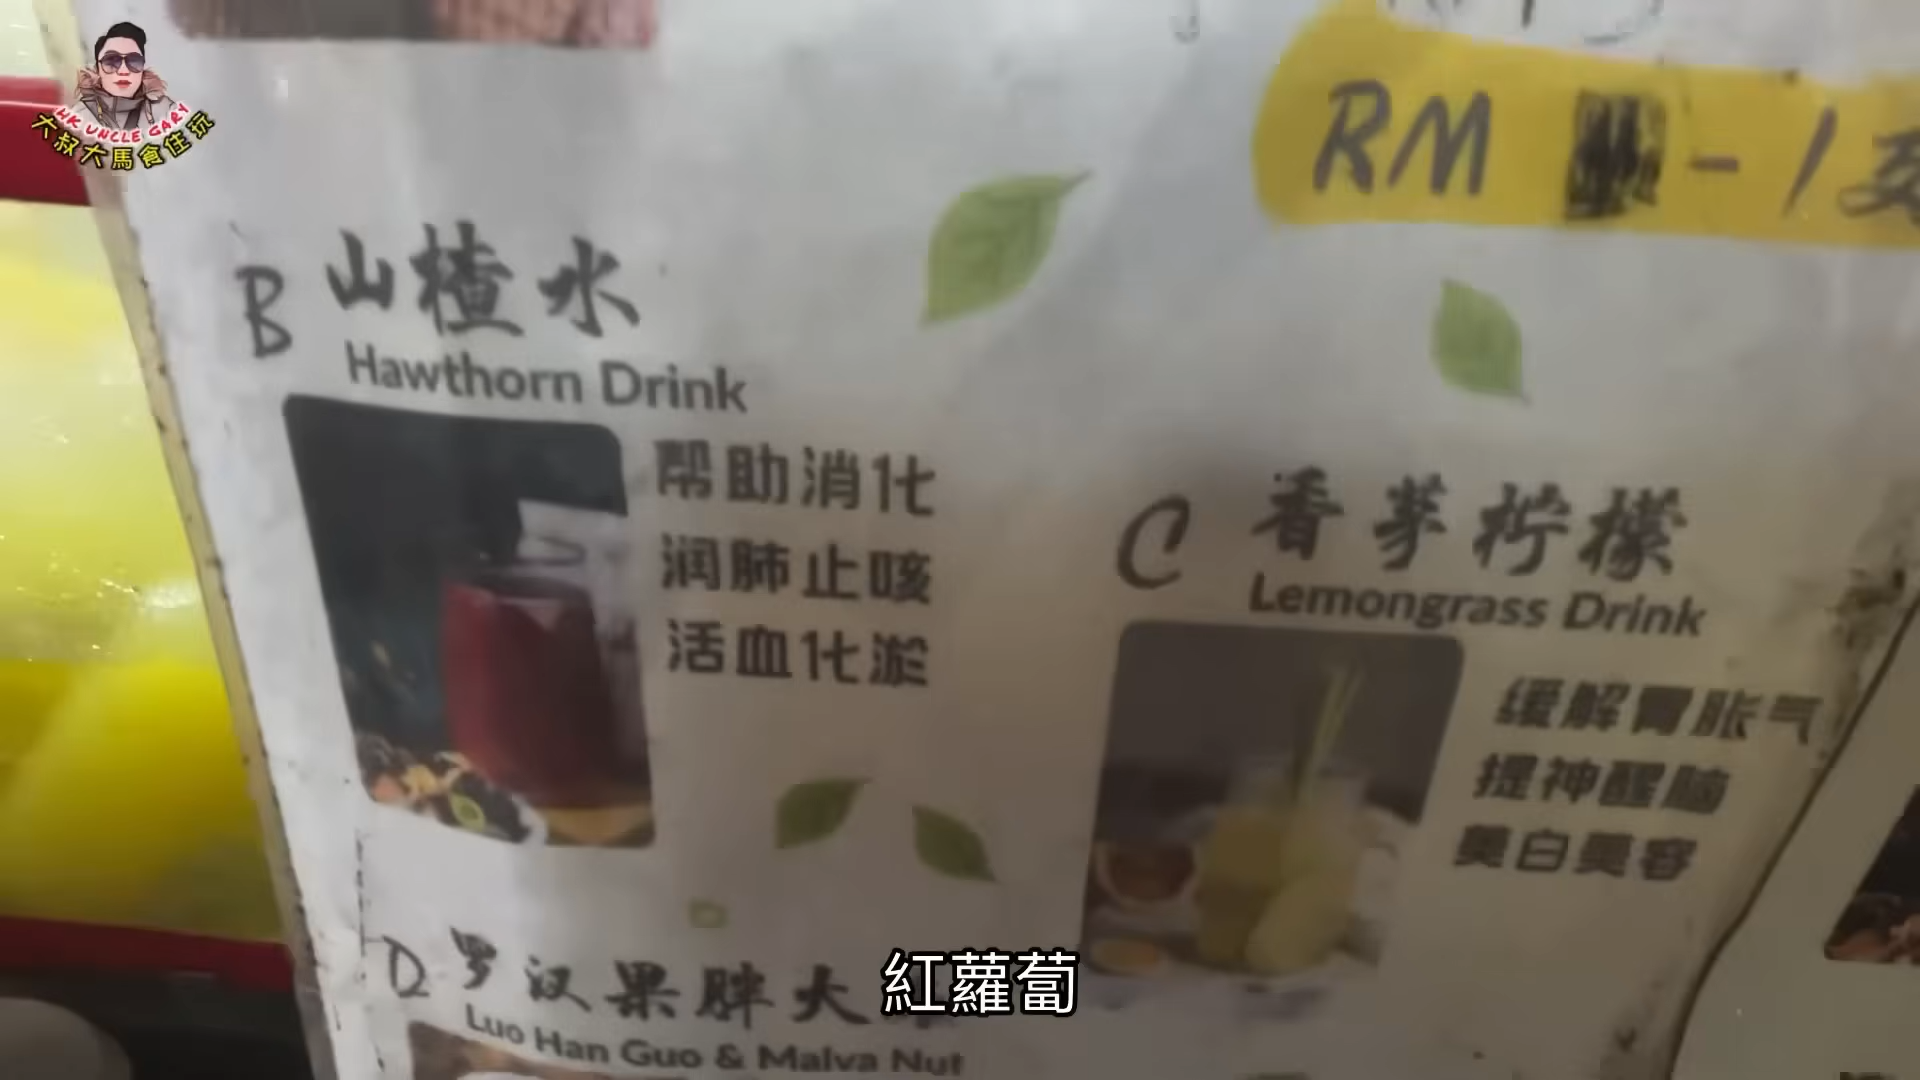 HK UNCLE GARY
大叔大馬食住玩
RM - 1支
B 山楂水
Hawthorn Drink
帮助消化
润肺止咳
活血化淤
C 香茅柠檬
Lemongrass Drink
缓解胃胀气
提神醒脑
美白美容
D 罗汉果胖大
Luo Han Guo & Malva Nut
紅蘿蔔